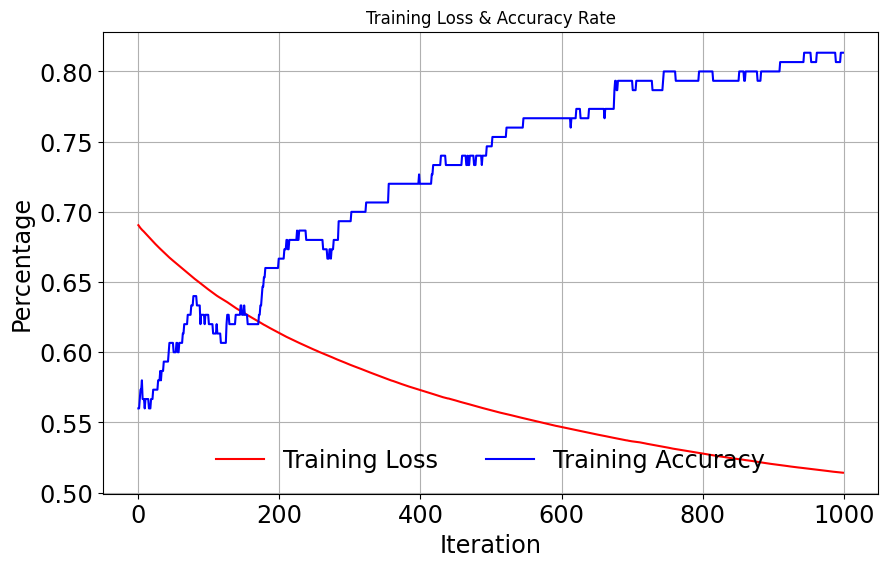 Training Loss & Accuracy Rate
Percentage
0.80
0.75
0.70
0.65
0.60
0.55
0.50
Training Loss
Training Accuracy
0
200
400
600
800
1000
Iteration